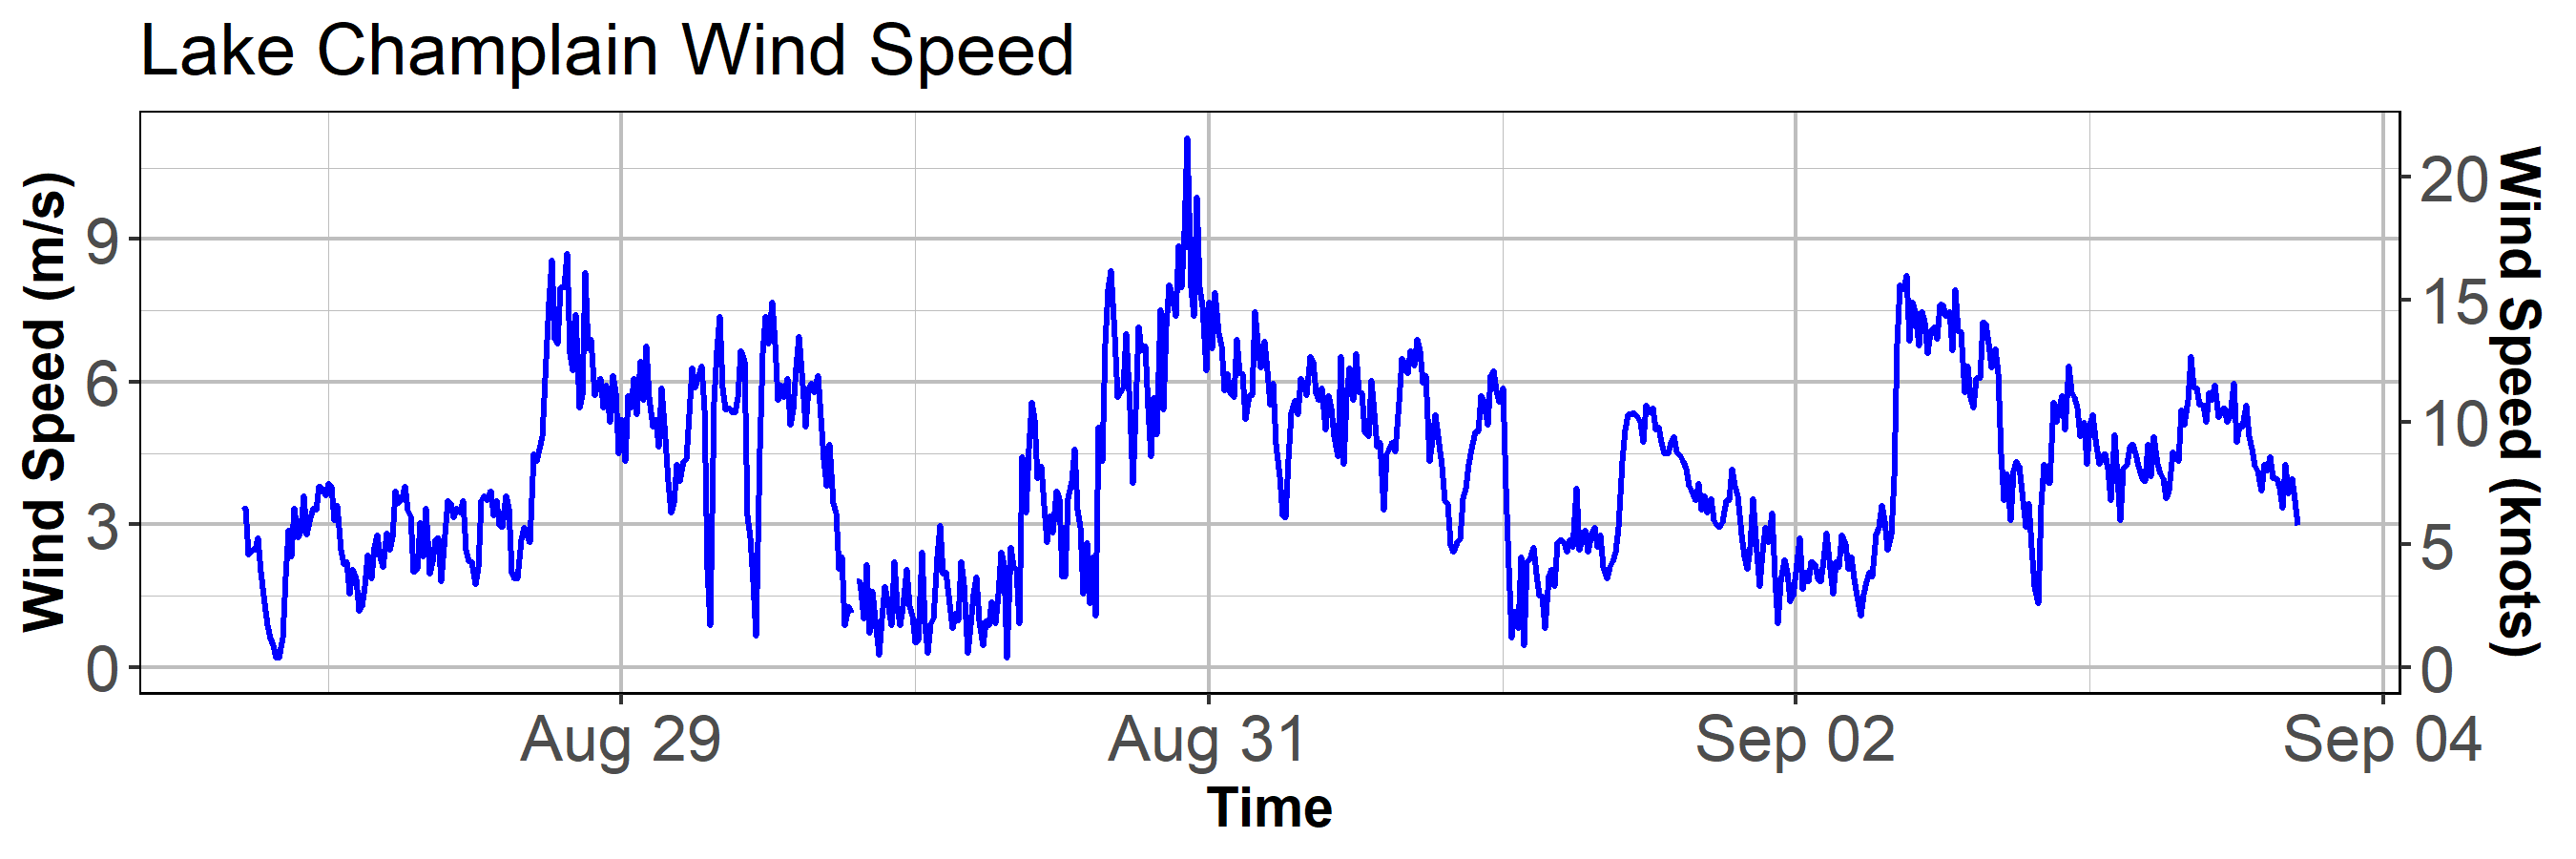 Lake Champlain Wind Speed
Wind Speed (m/s)
9
6
3
0
20
15
10
5
0
Wind Speed (knots)
Aug 29
Aug 31
Sep 02
Sep 04
Time